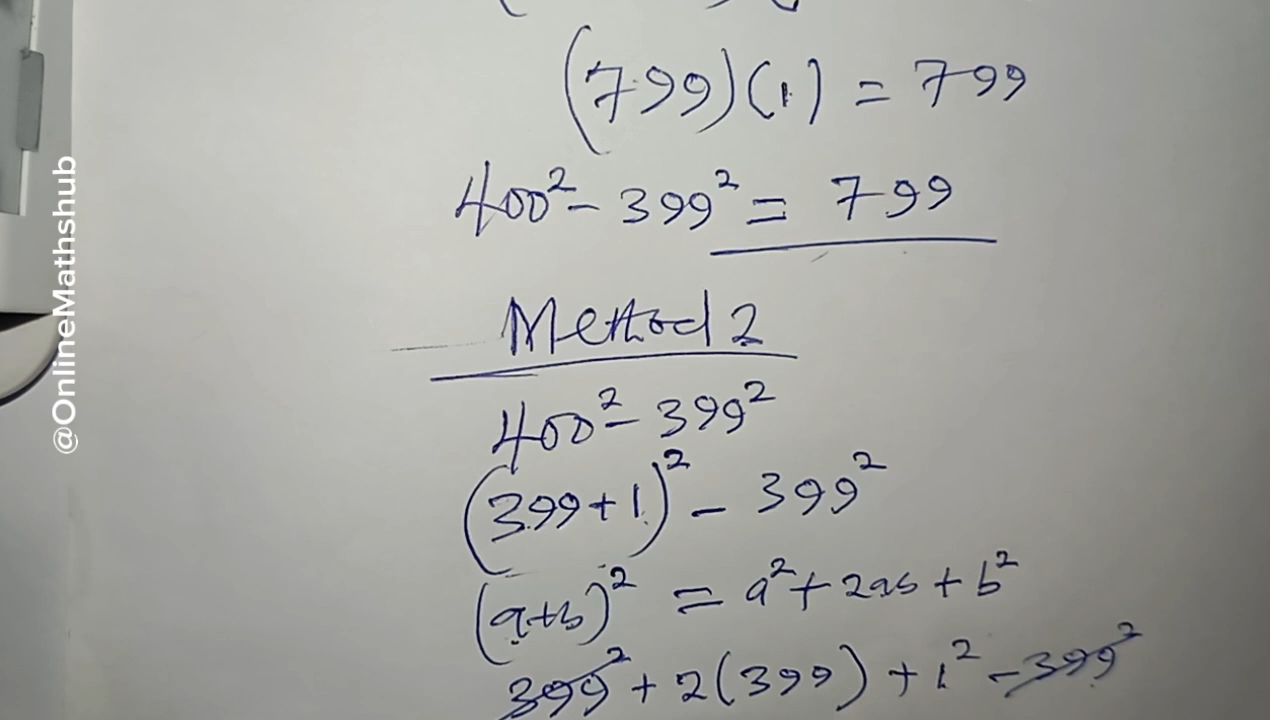 (799)(1) = 799
400² - 399² = 799
Method 2
400² - 399²
(399+1)² - 399²
(a+b)² = a² + 2ab + b²
399² + 2(399) + 1² - 399²
@OnlineMathshub